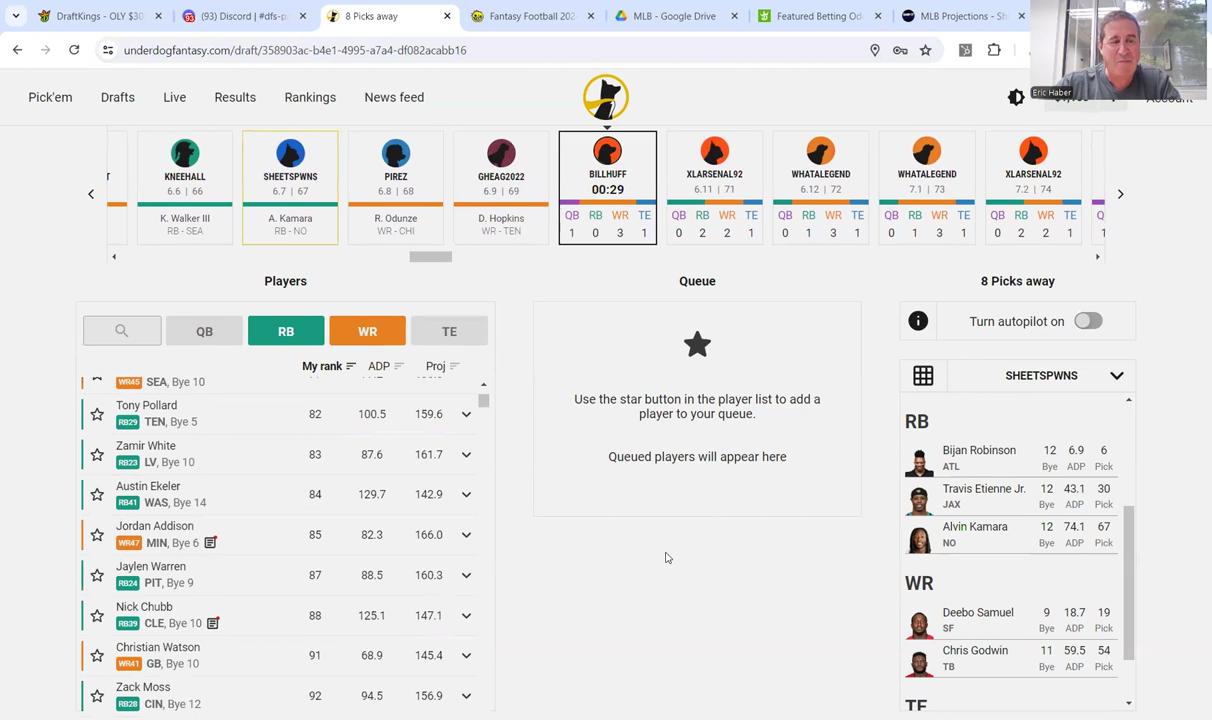 DraftKings - OLY $30
(93) Discord | #dfs-p
8 Picks away
Fantasy Football 202
MLB - Google Drive
Featured Betting Od
MLB Projections - Sh
underdogfantasy.com/draft/358903ac-b4e1-4995-a7a4-df082acabb16
Eric Haber
Pick'em
Drafts
Live
Results
Rankings
News feed
Account
KNEEHALL
6.6 | 66
K. Walker III
RB - SEA
SHEETSPWNS
6.7 | 67
A. Kamara
RB - NO
PIREZ
6.8 | 68
R. Odunze
WR - CHI
GHEAG2022
6.9 | 69
D. Hopkins
WR - TEN
BILLHUFF
00:29
QB RB WR TE
1 0 3 1
XLARSENAL92
6.11 | 71
QB RB WR TE
0 2 2 1
WHATALEGEND
6.12 | 72
QB RB WR TE
0 1 3 1
WHATALEGEND
7.1 | 73
QB RB WR TE
0 1 3 1
XLARSENAL92
7.2 | 74
QB RB WR TE
0 2 2 1
Players
QB
RB
WR
TE
My rank
ADP
Proj
WR45 SEA, Bye 10
Tony Pollard
RB29 TEN, Bye 5
82 100.5 159.6
Zamir White
RB23 LV, Bye 10
83 87.6 161.7
Austin Ekeler
RB41 WAS, Bye 14
84 129.7 142.9
Jordan Addison
WR47 MIN, Bye 6
85 82.3 166.0
Jaylen Warren
RB24 PIT, Bye 9
87 88.5 160.3
Nick Chubb
RB39 CLE, Bye 10
88 125.1 147.1
Christian Watson
WR41 GB, Bye 10
91 68.9 145.4
Zack Moss
RB28 CIN, Bye 12
92 94.5 156.9
Queue
Use the star button in the player list to add a
player to your queue.
Queued players will appear here
8 Picks away
Turn autopilot on
SHEETSPWNS
RB
Bijan Robinson 12 6.9 6
ATL Bye ADP Pick
Travis Etienne Jr. 12 43.1 30
JAX Bye ADP Pick
Alvin Kamara 12 74.1 67
NO Bye ADP Pick
WR
Deebo Samuel 9 18.7 19
SF Bye ADP Pick
Chris Godwin 11 59.5 54
TB Bye ADP Pick
TE